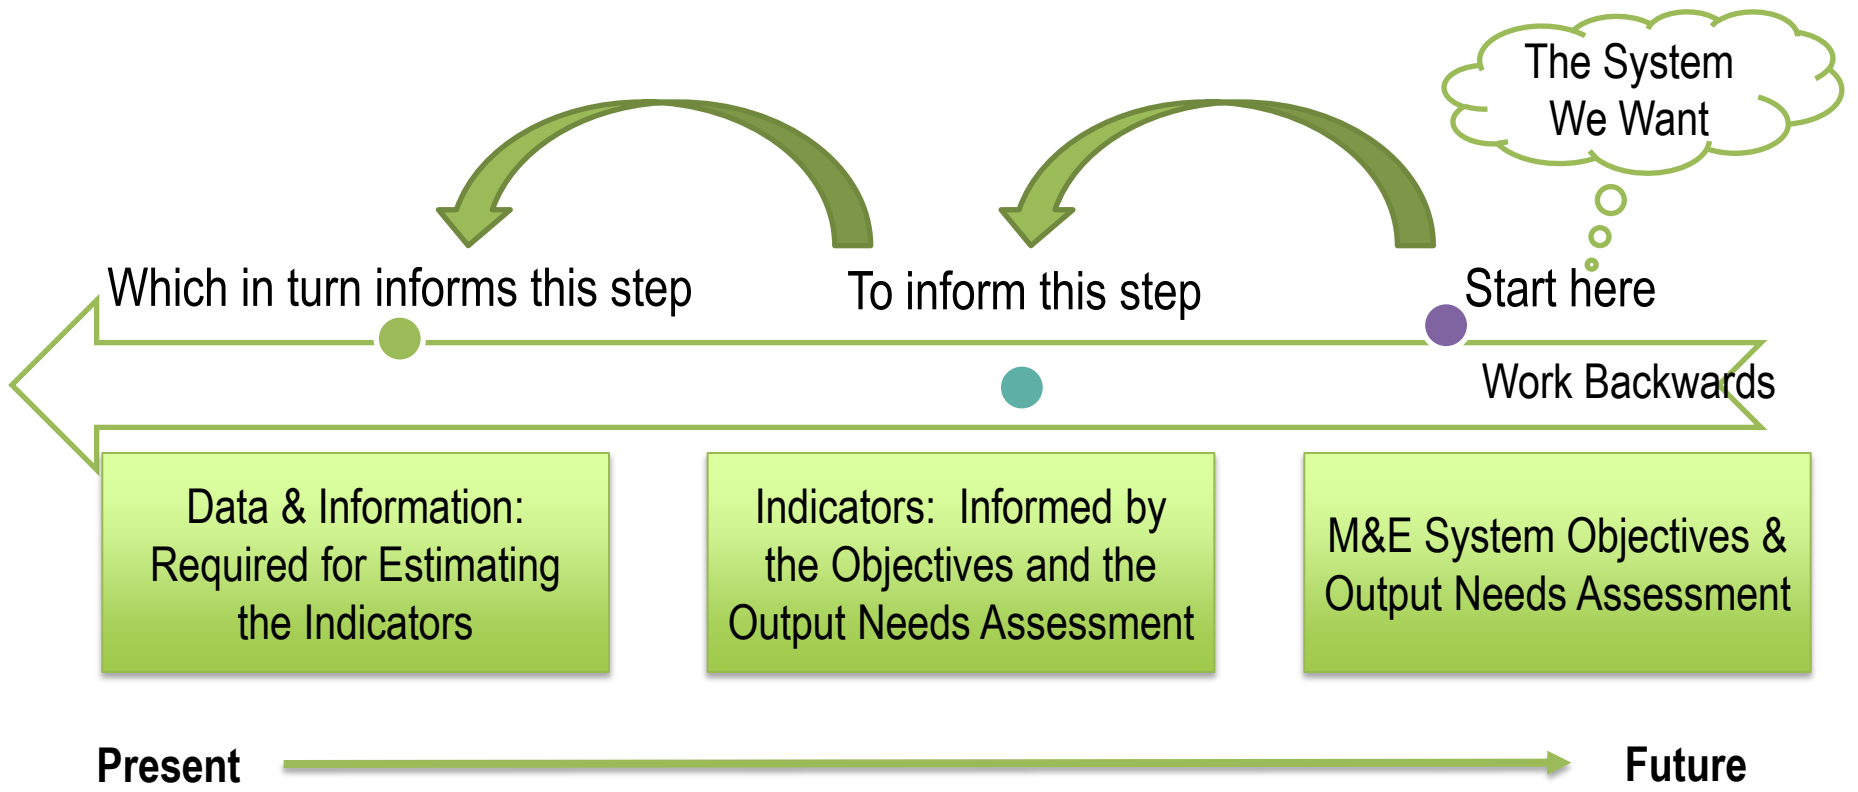 The System
We Want
Which in turn informs this step
To inform this step
Start here
Work Backwards
Data & Information:
Required for Estimating
the Indicators
Indicators:  Informed by
the Objectives and the
Output Needs Assessment
M&E System Objectives &
Output Needs Assessment
Present
Future